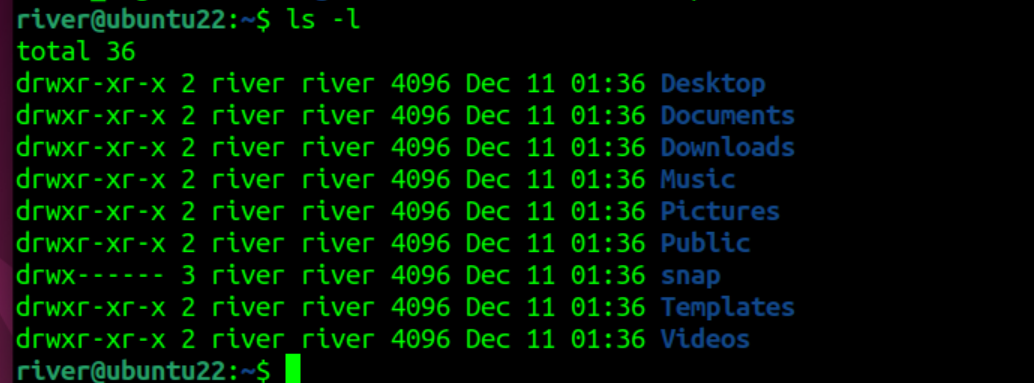 river@ubuntu22:~$ ls -l
total 36
drwxr-xr-x 2 river river 4096 Dec 11 01:36 Desktop
drwxr-xr-x 2 river river 4096 Dec 11 01:36 Documents
drwxr-xr-x 2 river river 4096 Dec 11 01:36 Downloads
drwxr-xr-x 2 river river 4096 Dec 11 01:36 Music
drwxr-xr-x 2 river river 4096 Dec 11 01:36 Pictures
drwxr-xr-x 2 river river 4096 Dec 11 01:36 Public
drwx------ 3 river river 4096 Dec 11 01:36 snap
drwxr-xr-x 2 river river 4096 Dec 11 01:36 Templates
drwxr-xr-x 2 river river 4096 Dec 11 01:36 Videos
river@ubuntu22:~$